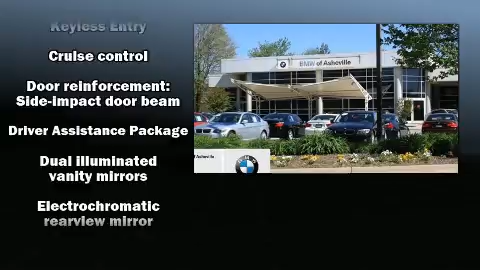 Keyless Entry
Cruise control
Door reinforcement:
Side-impact door beam
Driver Assistance Package
Dual illuminated
vanity mirrors
Electrochromatic
rearview mirror
BMW of Asheville
Asheville